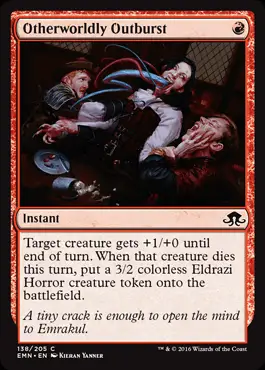 Otherworldly Outburst
Instant
Target creature gets +1/+0 until
end of turn. When that creature dies
this turn, put a 3/2 colorless Eldrazi
Horror creature token onto the
battlefield.
A tiny crack is enough to open the mind
to Emrakul.
138/205 C
EMN • EN KIERAN YANNER
™ & © 2016 Wizards of the Coast